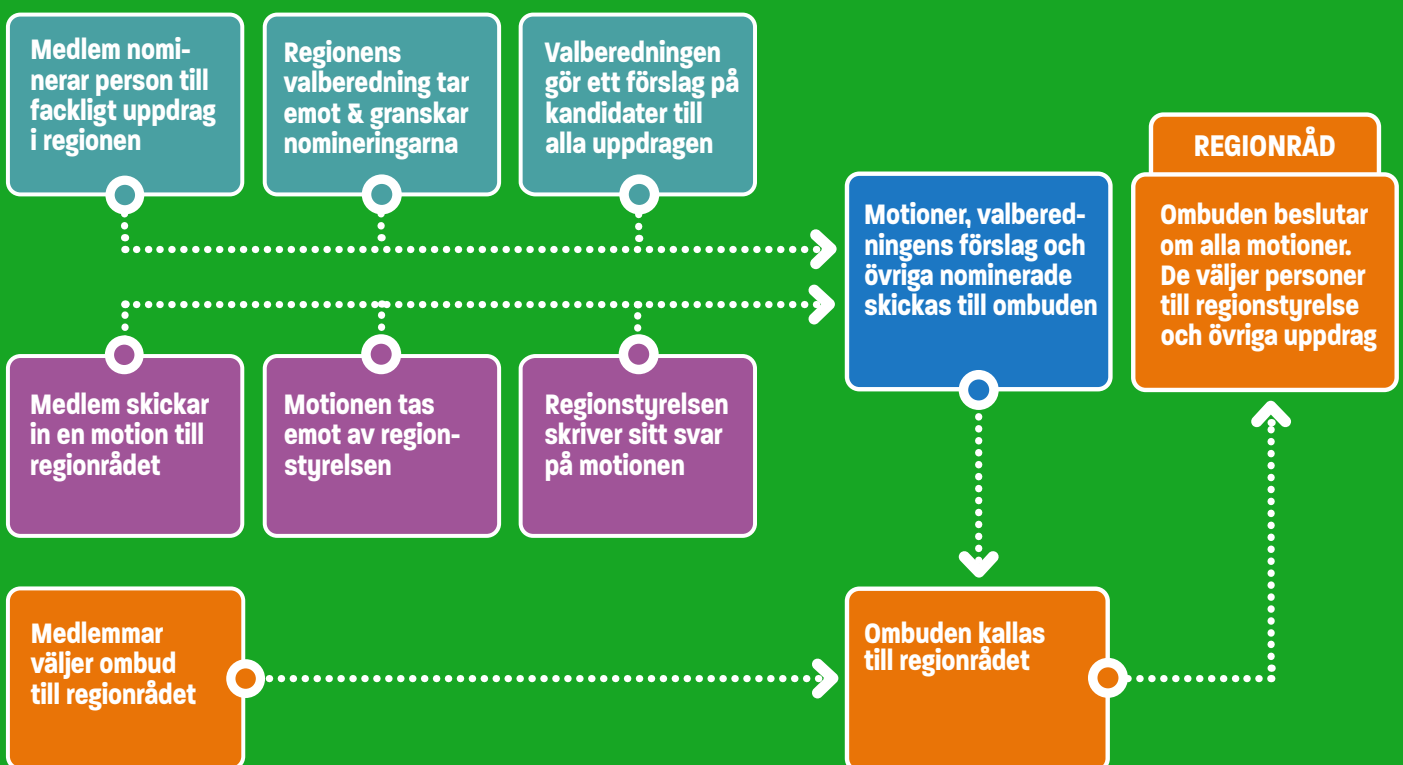 Medlem nomi-
nerar person till
fackligt uppdrag
i regionen
Regionens
valberedning tar
emot & granskar
nomineringarna
Valberedningen
gör ett förslag på
kandidater till
alla uppdragen
Medlem skickar
in en motion till
regionrådet
Motionen tas
emot av region-
styrelsen
Regionstyrelsen
skriver sitt svar
på motionen
Motioner, valbered-
ningens förslag och
övriga nominerade
skickas till ombuden
Medlemmar
väljer ombud
till regionrådet
Ombuden kallas
till regionrådet
REGIONRÅD
Ombuden beslutar
om alla motioner.
De väljer personer
till regionstyrelse
och övriga uppdrag